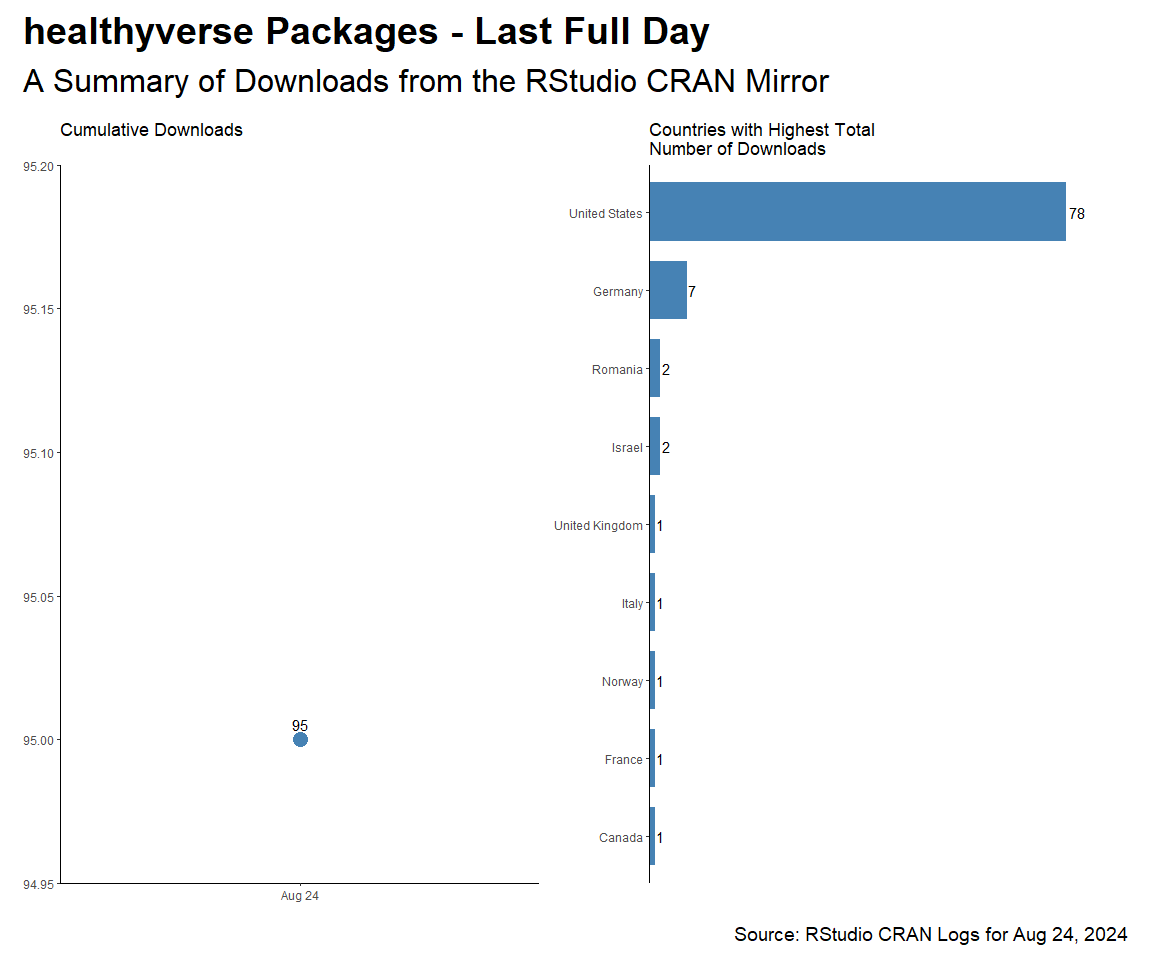 healthyverse Packages - Last Full Day
A Summary of Downloads from the RStudio CRAN Mirror
Cumulative Downloads
95.20
95.15
95.10
95.05
95.00
94.95
95
Aug 24
Countries with Highest Total
Number of Downloads
United States 78
Germany 7
Romania 2
Israel 2
United Kingdom 1
Italy 1
Norway 1
France 1
Canada 1
Source: RStudio CRAN Logs for Aug 24, 2024